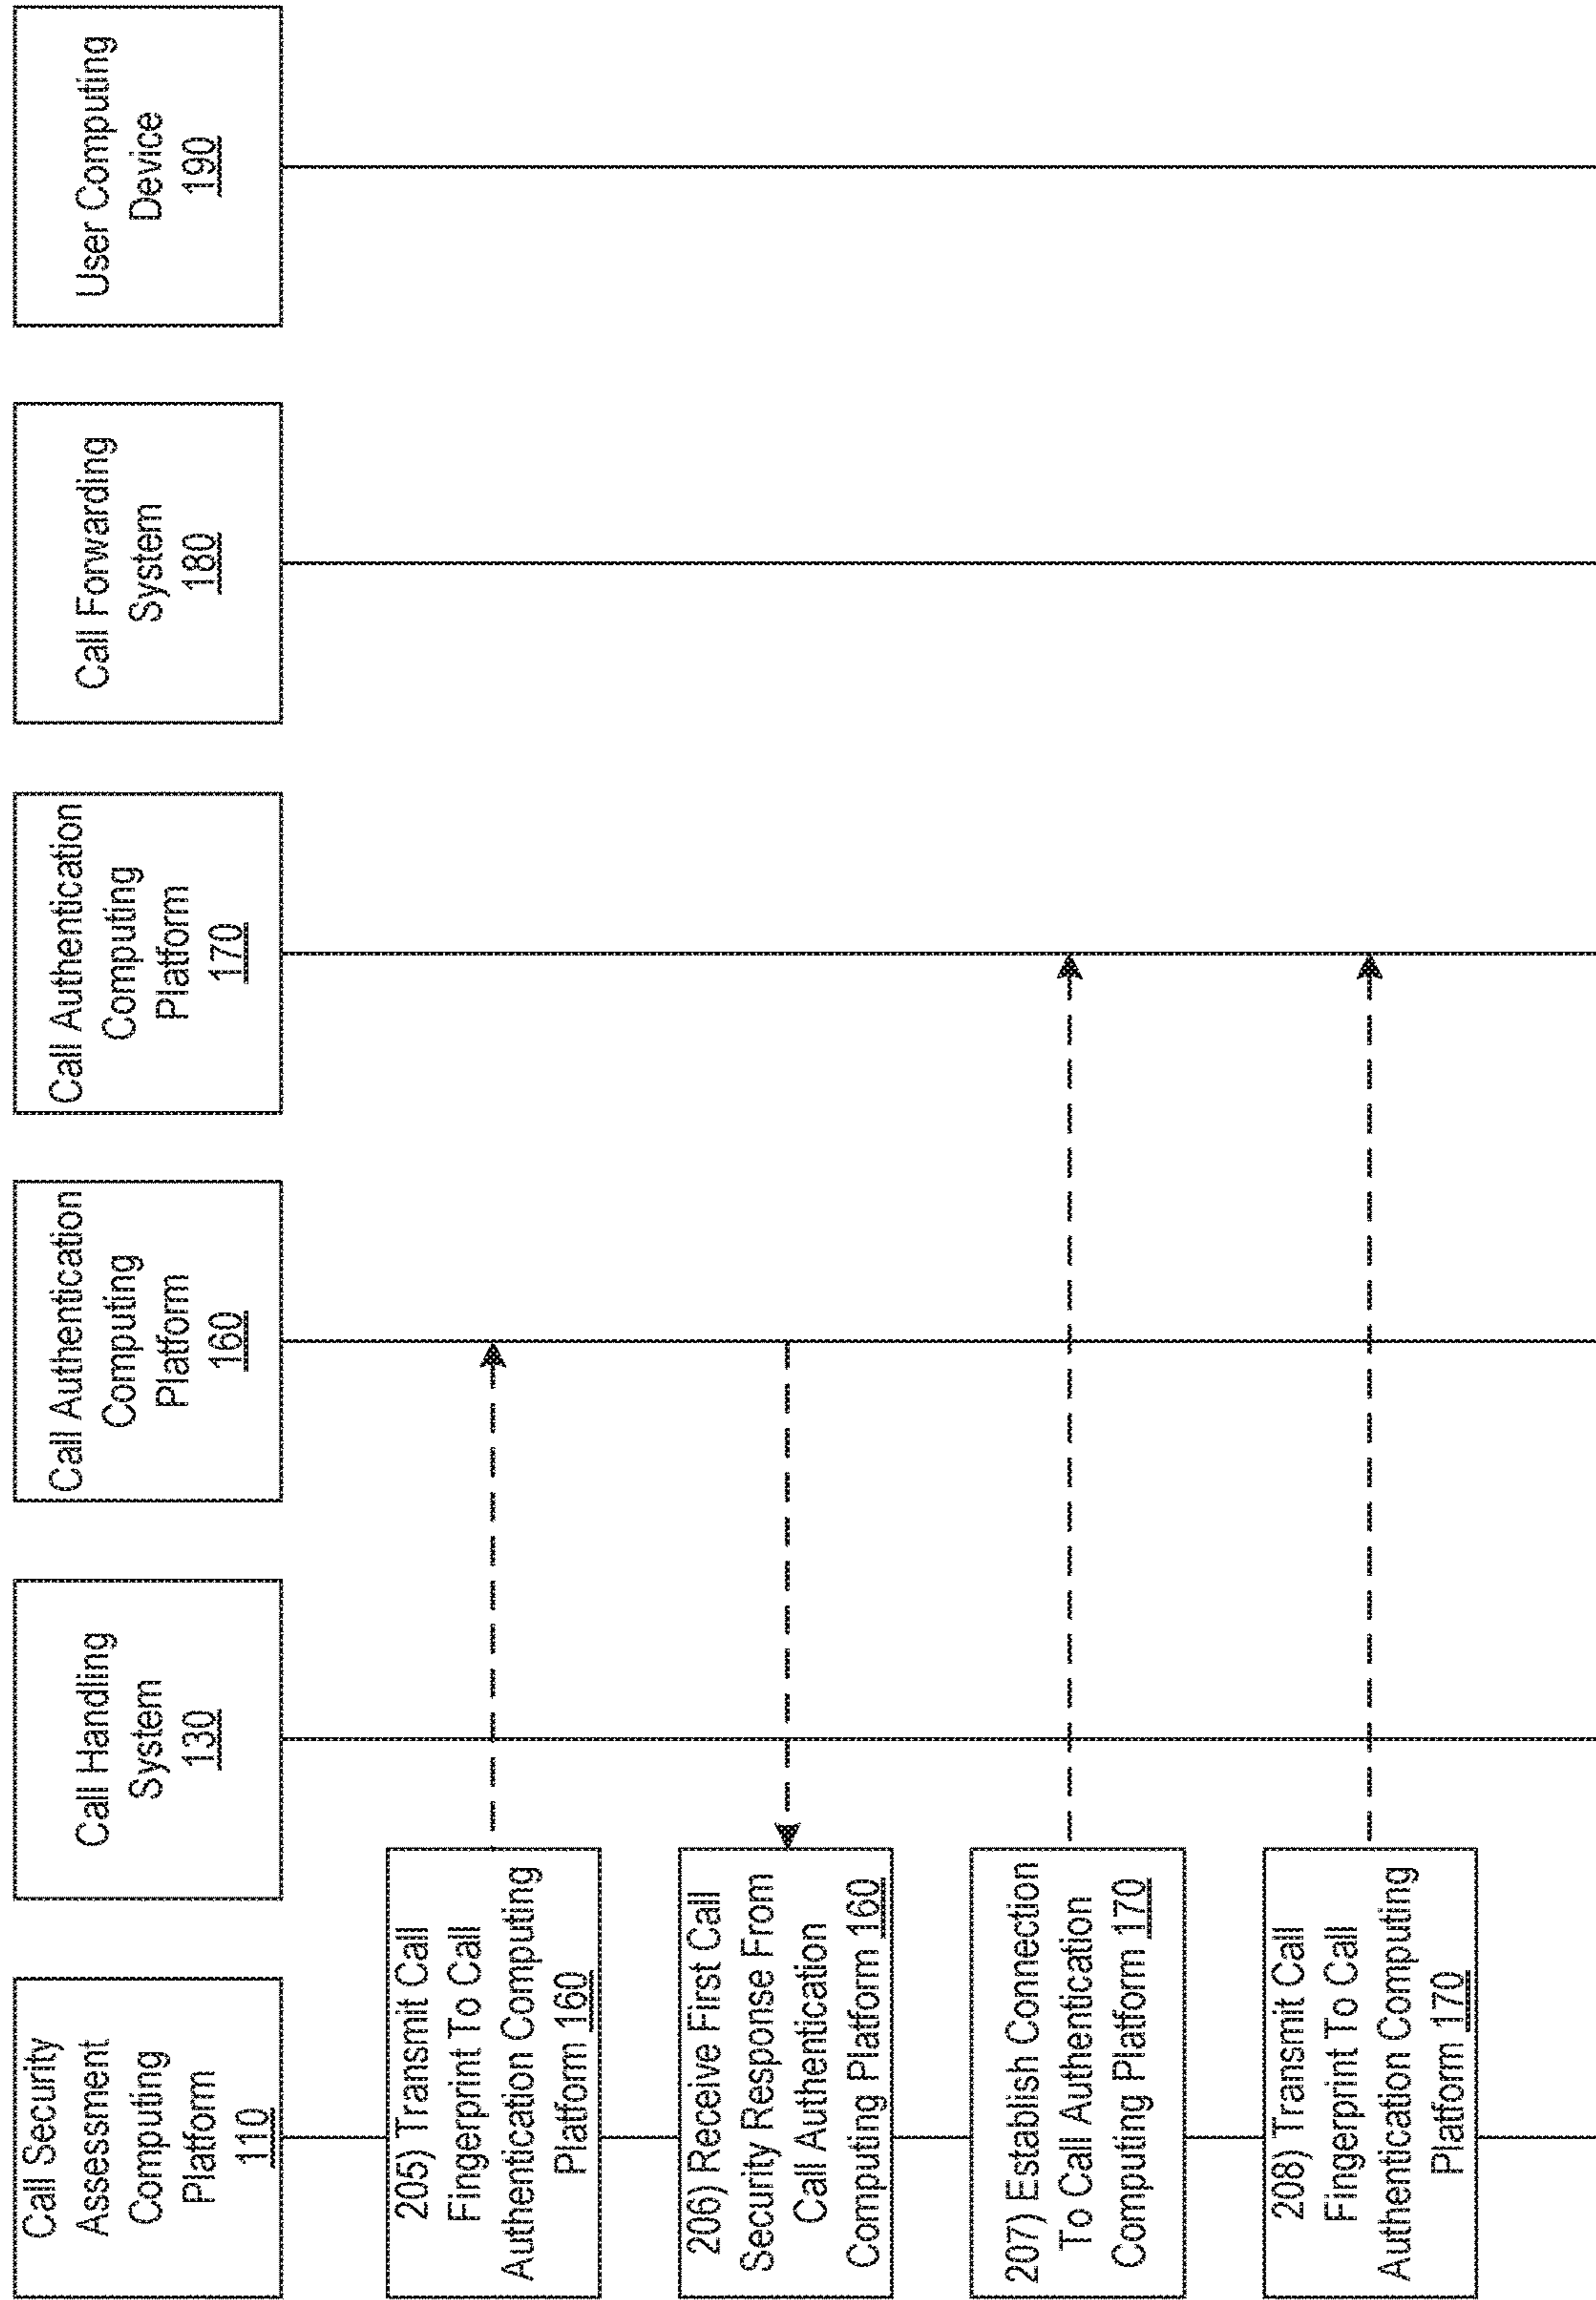 Call Security
Assessment
Computing
Platform
110
Call Handling
System
130
Call Authentication
Computing
Platform
160
Call Authentication
Computing
Platform
170
Call Forwarding
System
180
User Computing
Device
190
205) Transmit Call
Fingerprint To Call
Authentication Computing
Platform 160
206) Receive First Call
Security Response From
Call Authentication
Computing Platform 160
207) Establish Connection
To Call Authentication
Computing Platform 170
208) Transmit Call
Fingerprint To Call
Authentication Computing
Platform 170